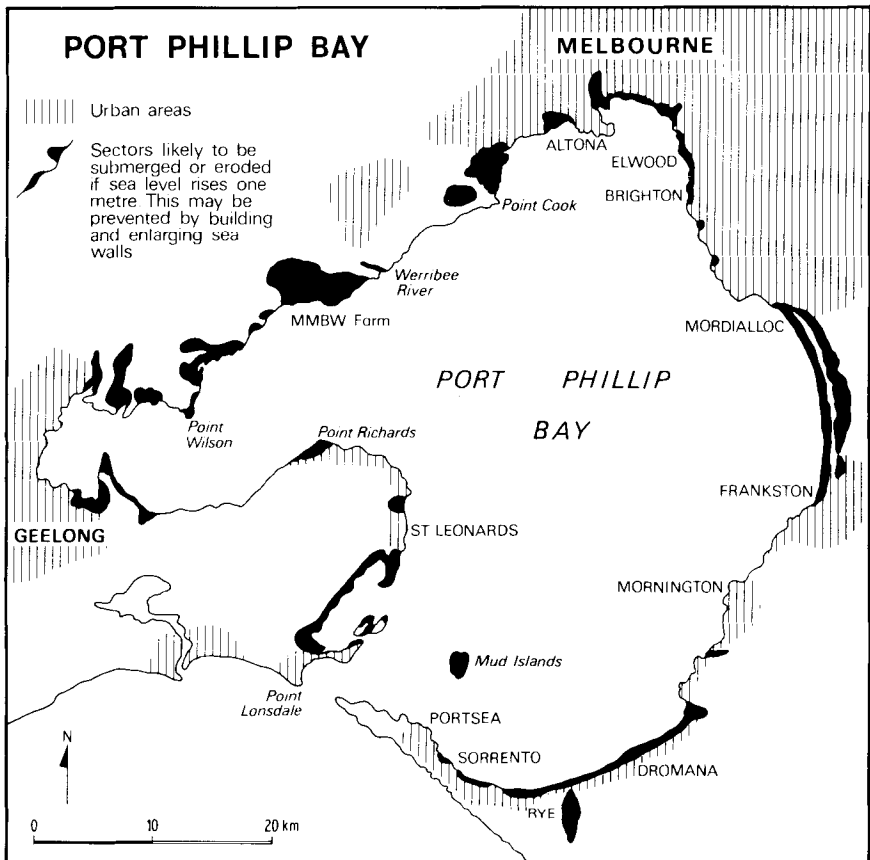 PORT PHILLIP BAY
MELBOURNE
Urban areas
Sectors likely to be
submerged or eroded
if sea level rises one
metre. This may be
prevented by building
and enlarging sea
walls
ALTONA
ELWOOD
BRIGHTON
Point Cook
Werribee
River
MMBW Farm
MORDIALLOC
PORT PHILLIP
BAY
Point
Wilson
Point Richards
FRANKSTON
GEELONG
ST LEONARDS
MORNINGTON
Mud Islands
Point
Lonsdale
PORTSEA
SORRENTO
DROMANA
RYE
N
0 10 20 km